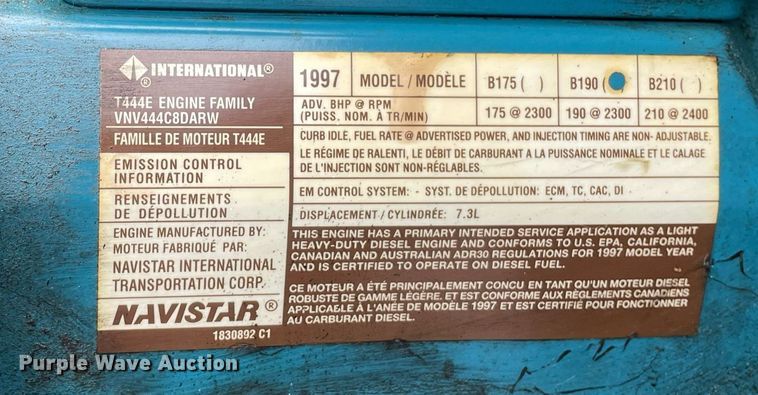 INTERNATIONAL®
T444E ENGINE FAMILY
VNV444C8DARW
FAMILLE DE MOTEUR T444E
EMISSION CONTROL
INFORMATION
RENSEIGNEMENTS
DE DÉPOLLUTION
ENGINE MANUFACTURED BY:
MOTEUR FABRIQUÉ PAR:
NAVISTAR INTERNATIONAL
TRANSPORTATION CORP.
NAVISTAR®
1830892 C1
1997 MODEL / MODÈLE B175 ( ) B190 ( ) B210 ( )
ADV. BHP @ RPM
(PUISS. NOM. À TR/MIN) 175 @ 2300 190 @ 2300 210 @ 2400
CURB IDLE, FUEL RATE @ ADVERTISED POWER, AND INJECTION TIMING ARE NON- ADJUSTABLE.
LE RÉGIME DE RALENTI, LE DÉBIT DE CARBURANT A LA PUISSANCE NOMINALE ET LE CALAGE
DE L'INJECTION SONT NON-RÉGLABLES.
EM CONTROL SYSTEM: - SYST. DE DÉPOLLUTION: ECM, TC, CAC, DI
DISPLACEMENT / CYLINDRÉE: 7.3L
THIS ENGINE HAS A PRIMARY INTENDED SERVICE APPLICATION AS A LIGHT
HEAVY-DUTY DIESEL ENGINE AND CONFORMS TO U.S. EPA, CALIFORNIA,
CANADIAN AND AUSTRALIAN ADR30 REGULATIONS FOR 1997 MODEL YEAR
AND IS CERTIFIED TO OPERATE ON DIESEL FUEL.
CE MOTEUR A ÉTÉ PRINCIPALEMENT CONCU EN TANT QU'UN MOTEUR DIESEL
ROBUSTE DE GAMME LÉGÈRE. ET EST CONFORME AUX RÈGLEMENTS CANADIENS
APPLICABLE À L'ANÉE DE MODÈLE 1997 ET EST CERTIFIÉ POUR FONCTIONNER
AU CARBURANT DIESEL.
Purple Wave Auction